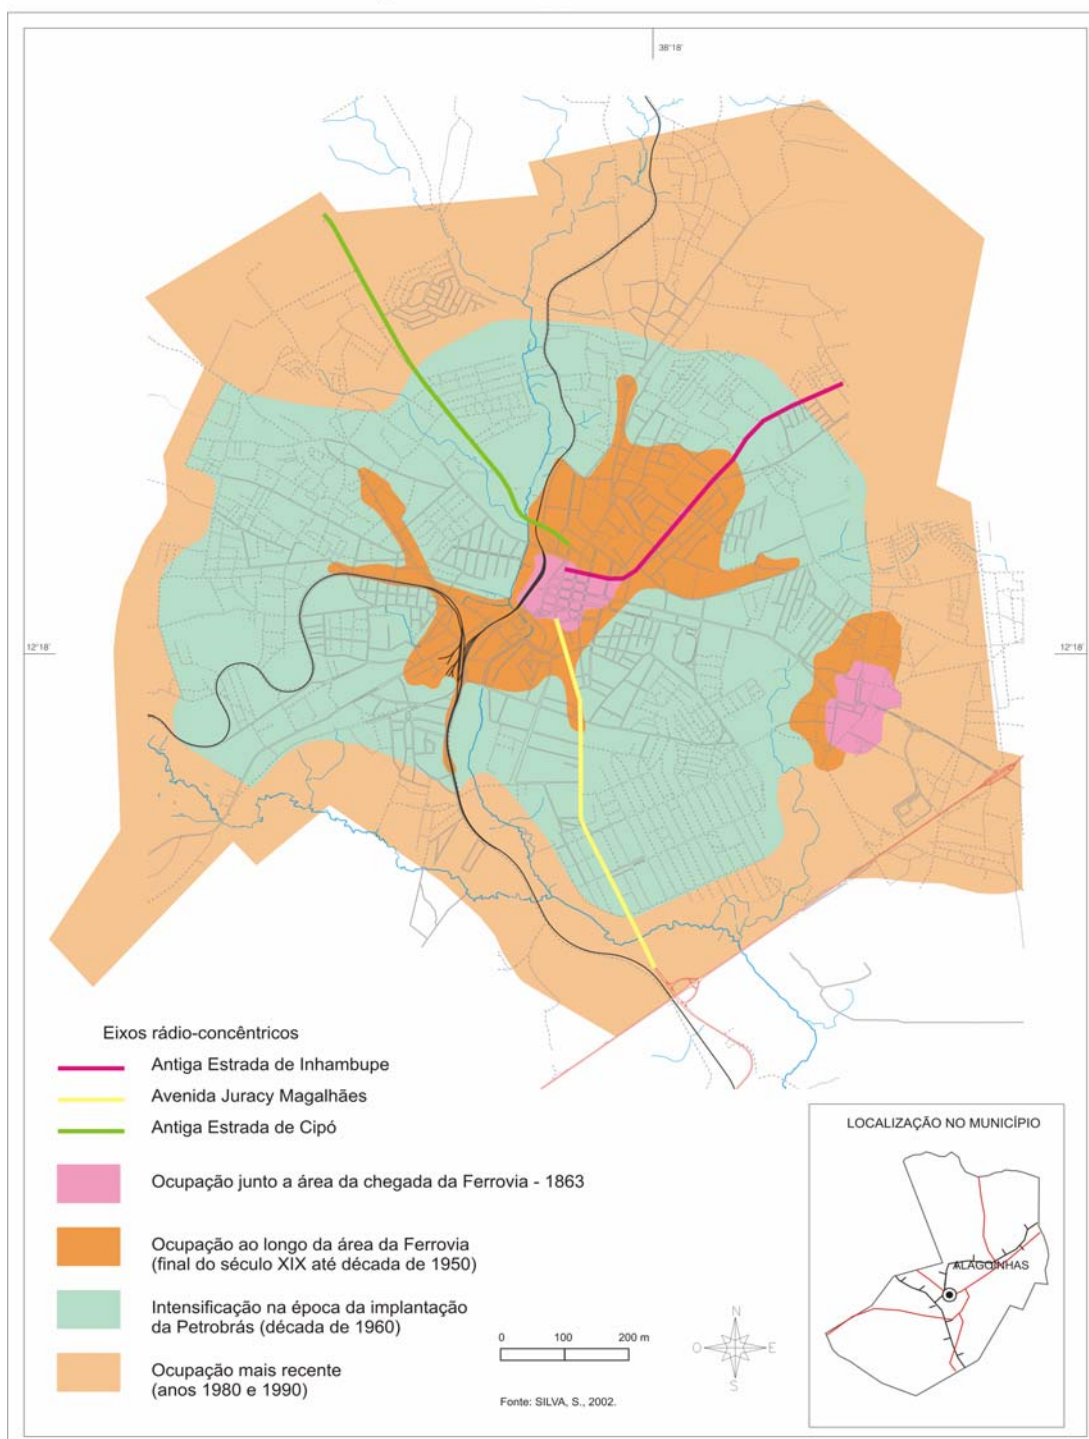 38°18'
12°18'
12°18'
Eixos rádio-concêntricos
Antiga Estrada de Inhambupe
Avenida Juracy Magalhães
Antiga Estrada de Cipó
Ocupação junto a área da chegada da Ferrovia - 1863
Ocupação ao longo da área da Ferrovia
(final do século XIX até década de 1950)
Intensificação na época da implantação
da Petrobrás (década de 1960)
Ocupação mais recente
(anos 1980 e 1990)
0 100 200 m
Fonte: SILVA, S., 2002.
N
O E
S
LOCALIZAÇÃO NO MUNICÍPIO
ALAGOINHAS